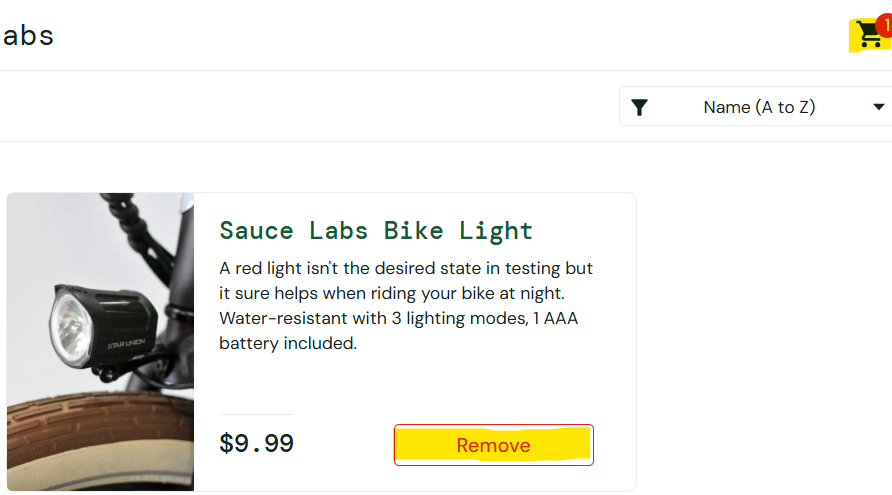 abs
1
Name (A to Z)
Sauce Labs Bike Light
A red light isn't the desired state in testing but
it sure helps when riding your bike at night.
Water-resistant with 3 lighting modes, 1 AAA
battery included.
STAR UNION
$9.99
Remove